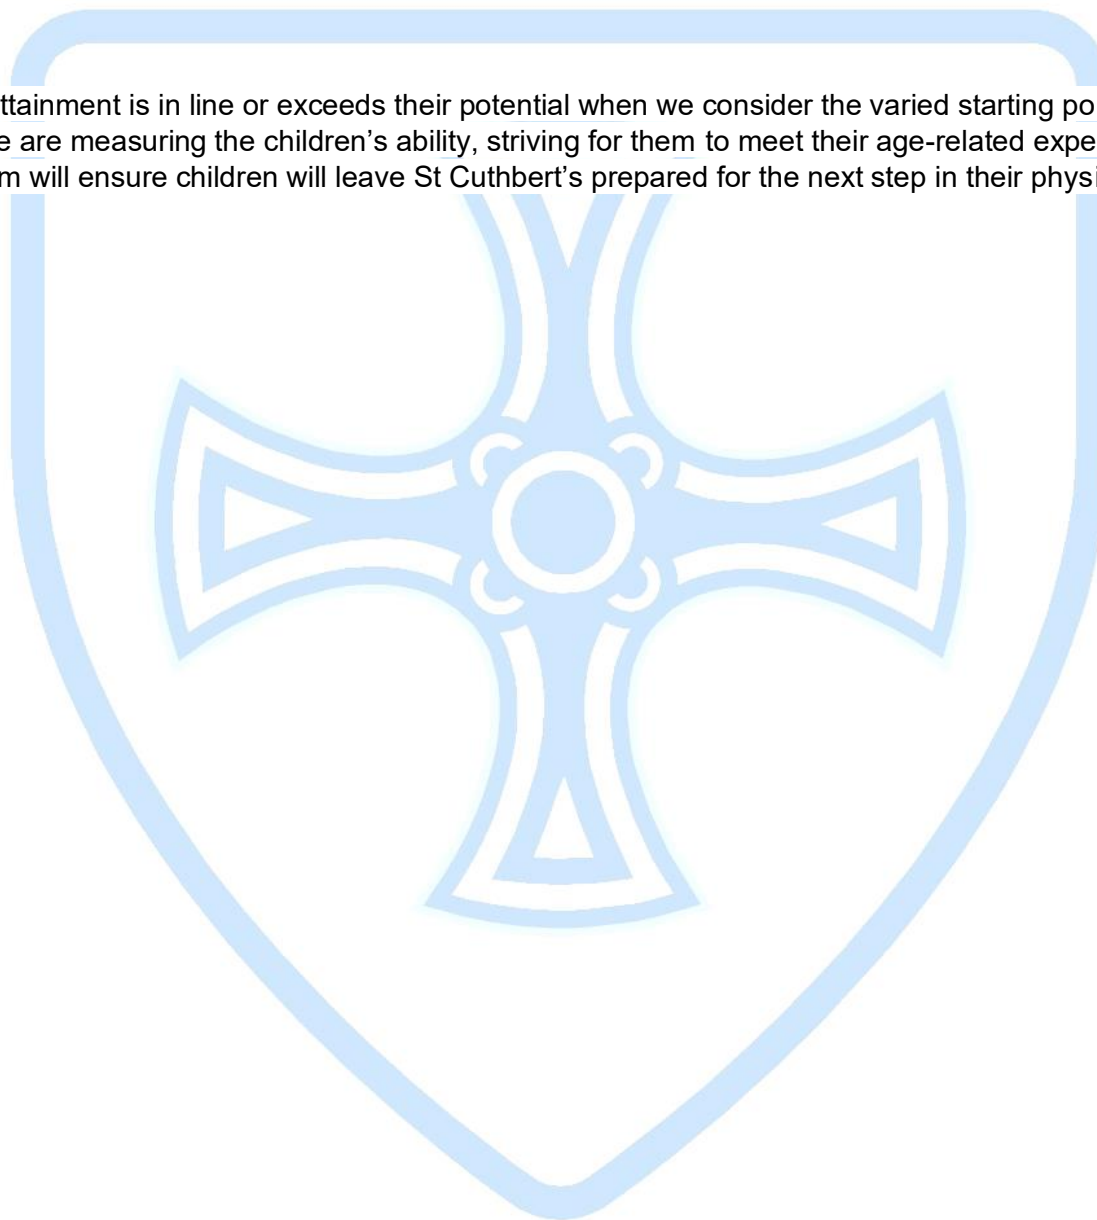 ttainment is in line or exceeds their potential when we consider the varied starting po
e are measuring the children’s ability, striving for them to meet their age-related expe
m will ensure children will leave St Cuthbert’s prepared for the next step in their physi